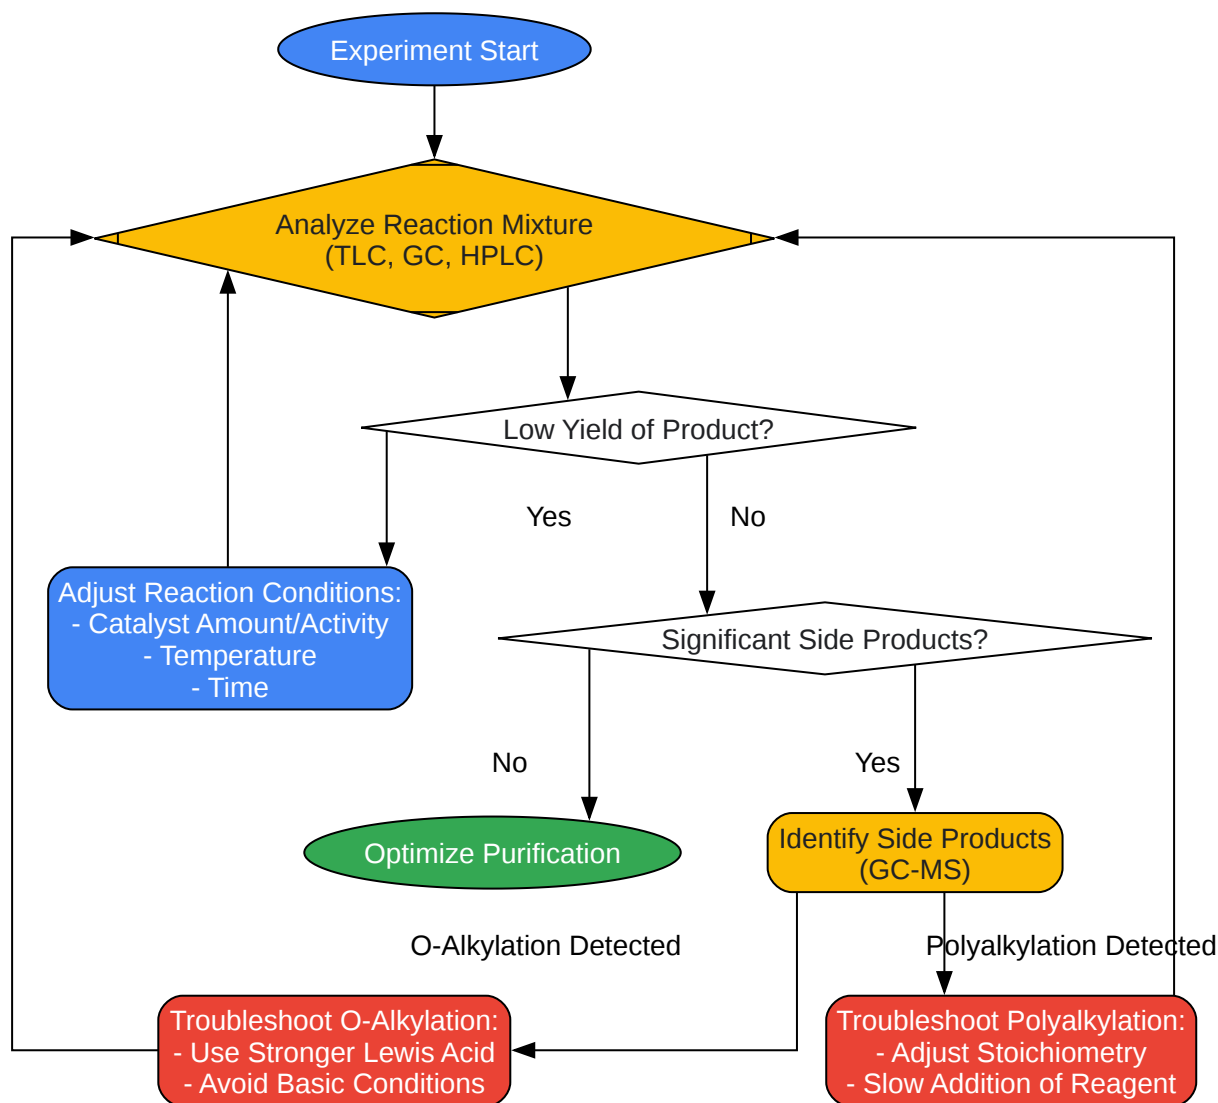 Experiment Start
Analyze Reaction Mixture
(TLC, GC, HPLC)
Low Yield of Product?
Yes
No
Adjust Reaction Conditions:
- Catalyst Amount/Activity
- Temperature
- Time
Significant Side Products?
No
Yes
Optimize Purification
Identify Side Products
(GC-MS)
O-Alkylation Detected
Polyalkylation Detected
Troubleshoot O-Alkylation:
- Use Stronger Lewis Acid
- Avoid Basic Conditions
Troubleshoot Polyalkylation:
- Adjust Stoichiometry
- Slow Addition of Reagent